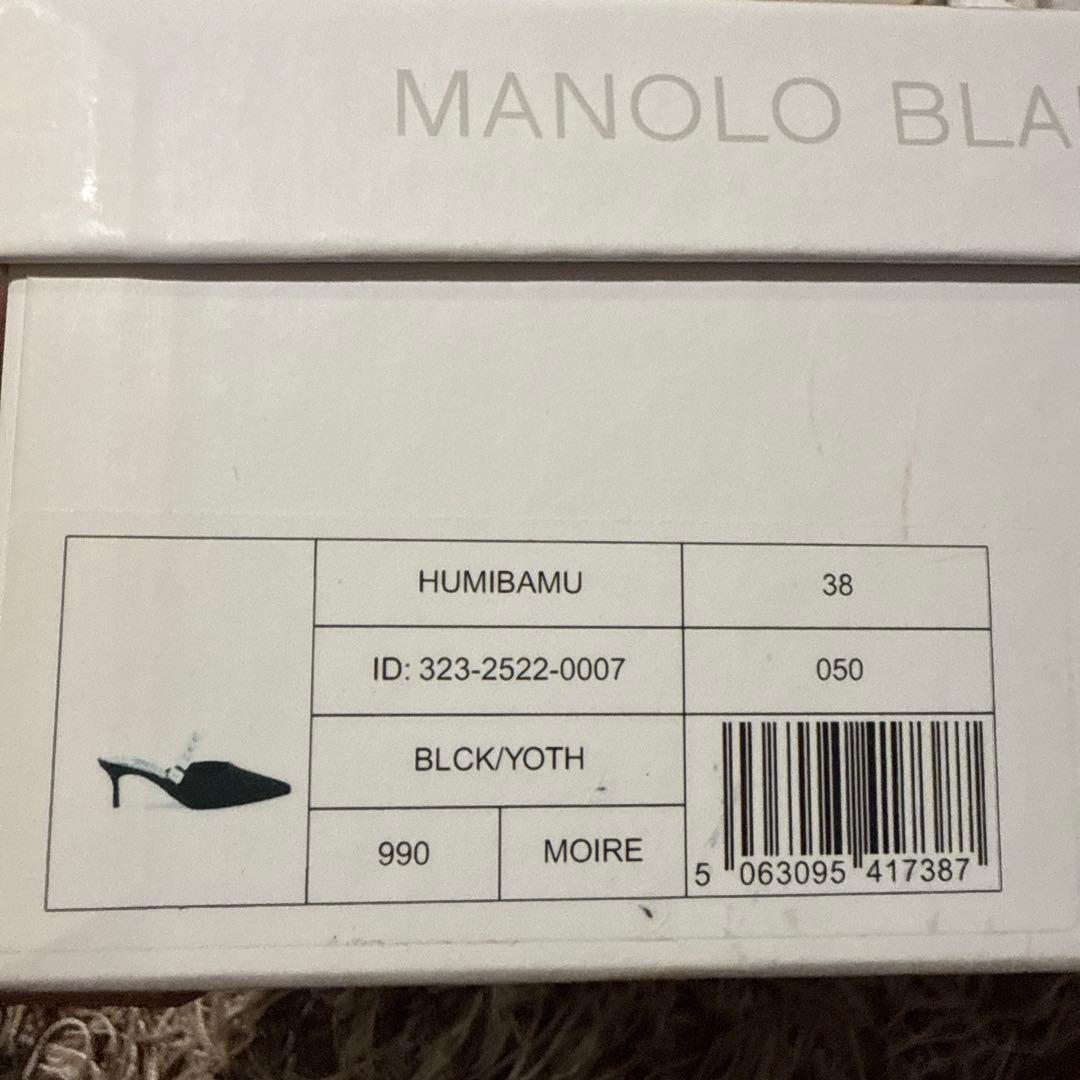 MANOLO BLA
HUMIBAMU
38
ID: 323-2522-0007
050
BLCK/YOTH
990
MOIRE
5 063095 417387